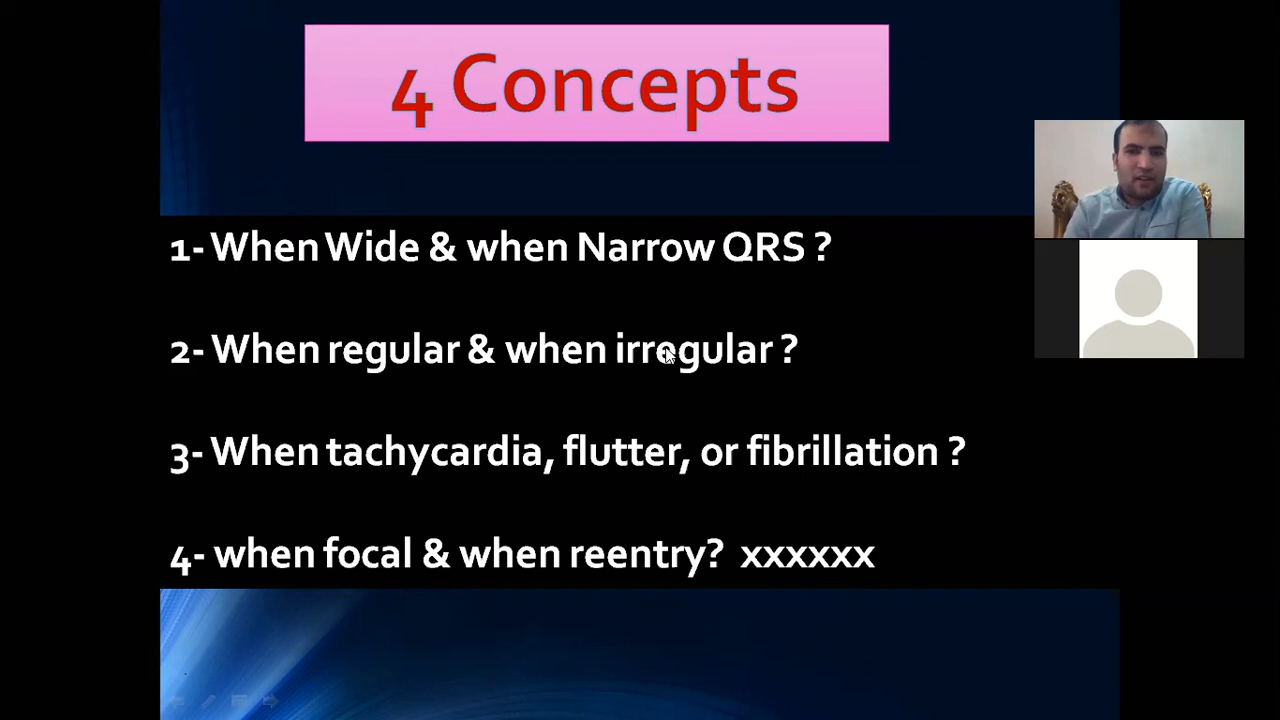 4 Concepts
1- When Wide & when Narrow QRS ?
2- When regular & when irregular ?
3- When tachycardia, flutter, or fibrillation ?
4- when focal & when reentry? xxxxxx